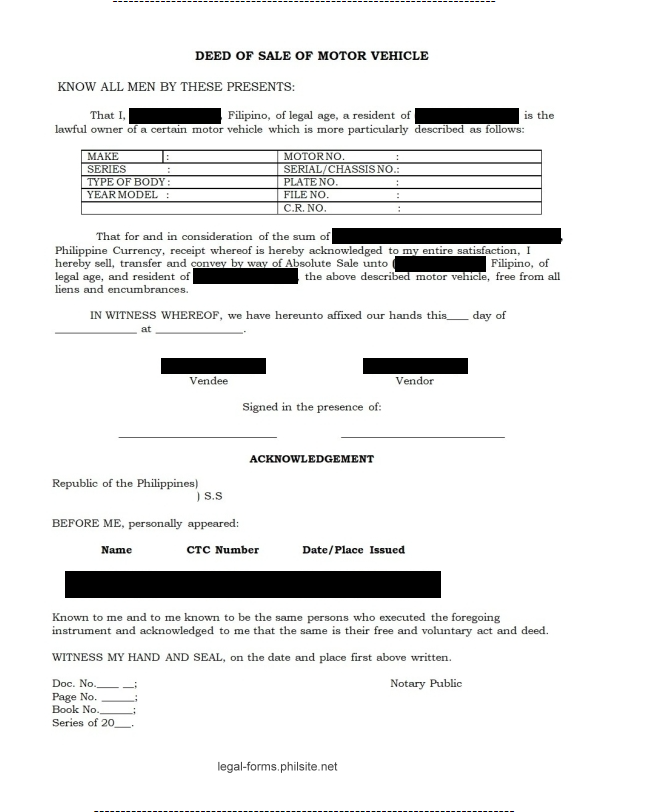 DEED OF SALE OF MOTOR VEHICLE
KNOW ALL MEN BY THESE PRESENTS:
That I, , Filipino, of legal age, a resident of is the
lawful owner of a certain motor vehicle which is more particularly described as follows:
MAKE : MOTOR NO. :
SERIES : SERIAL/CHASSIS NO.:
TYPE OF BODY : PLATE NO. :
YEAR MODEL : FILE NO. :
C.R. NO. :
That for and in consideration of the sum of ,
Philippine Currency, receipt whereof is hereby acknowledged to my entire satisfaction, I
hereby sell, transfer and convey by way of Absolute Sale unto ( Filipino, of
legal age, and resident of , the above described motor vehicle, free from all
liens and encumbrances.
IN WITNESS WHEREOF, we have hereunto affixed our hands this____ day of
______________ at _______________.
Vendee Vendor
Signed in the presence of:
ACKNOWLEDGEMENT
Republic of the Philippines)
) S.S
BEFORE ME, personally appeared:
Name CTC Number Date/Place Issued
Known to me and to me known to be the same persons who executed the foregoing
instrument and acknowledged to me that the same is their free and voluntary act and deed.
WITNESS MY HAND AND SEAL, on the date and place first above written.
Doc. No.____ __; Notary Public
Page No. ______;
Book No.______;
Series of 20___.
legal-forms.philsite.net